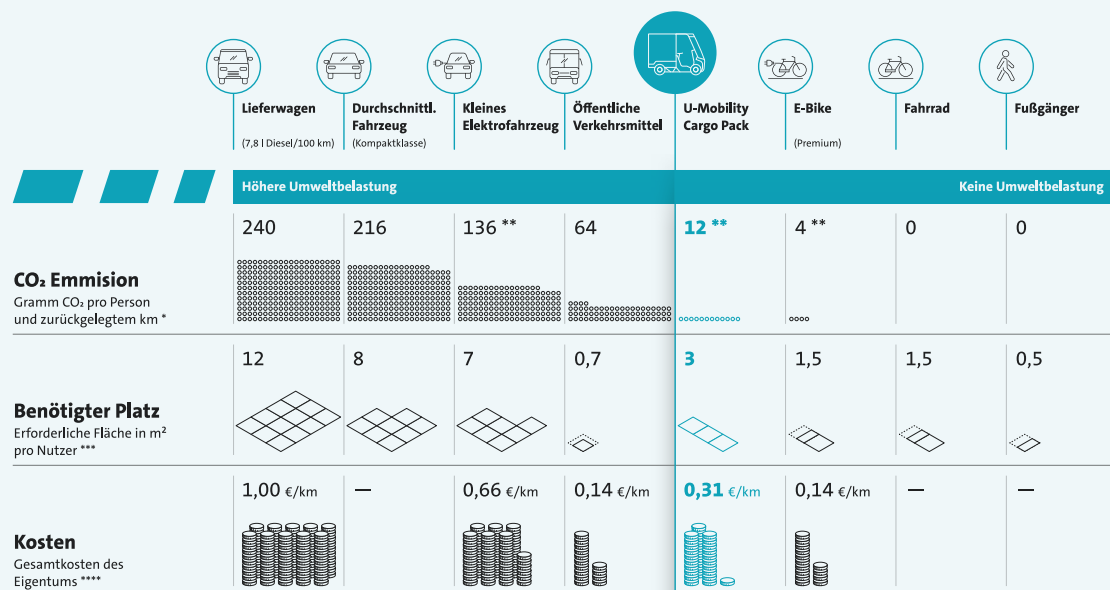 Lieferwagen
(7,8 l Diesel/100 km)
Durchschnittl.
Fahrzeug
(Kompaktklasse)
Kleines
Elektrofahrzeug
Öffentliche
Verkehrsmittel
U-Mobility
Cargo Pack
E-Bike
(Premium)
Fahrrad
Fußgänger
Höhere Umweltbelastung
Keine Umweltbelastung
CO₂ Emmision
Gramm CO₂ pro Person
und zurückgelegtem km *
240
216
136 **
64
12 **
4 **
0
0
Benötigter Platz
Erforderliche Fläche in m²
pro Nutzer ***
12
8
7
0,7
3
1,5
1,5
0,5
Kosten
Gesamtkosten des
Eigentums ****
1,00 €/km
—
0,66 €/km
0,14 €/km
0,31 €/km
0,14 €/km
—
—